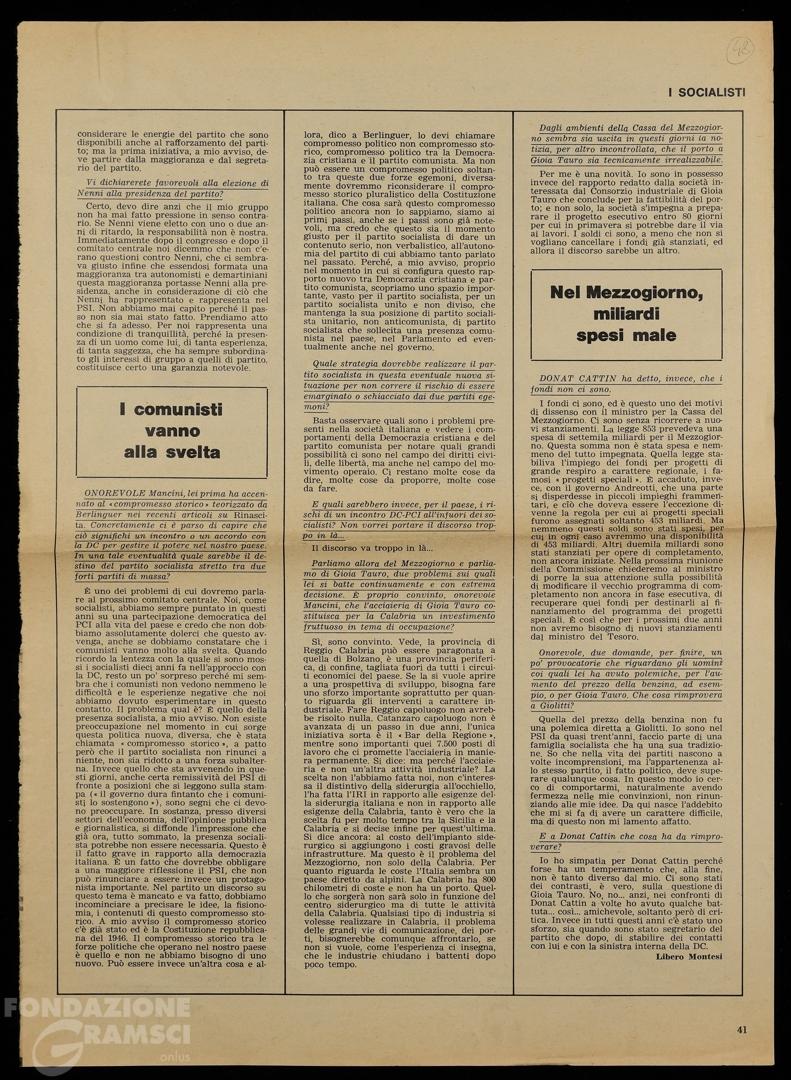 48
I SOCIALISTI
considerare le energie del partito che sono
disponibili anche al rafforzamento del parti-
to; ma la prima iniziativa, a mio avviso, de-
ve partire dalla maggioranza e dal segreta-
rio del partito.
Vi dichiarerete favorevoli alla elezione di
Nenni alla presidenza del partito?
Certo, devo dire anzi che il mio gruppo
non ha mai fatto pressione in senso contra-
rio. Se Nenni viene eletto con uno o due an-
ni di ritardo, la responsabilità non è nostra.
Immediatamente dopo il congresso e dopo il
comitato centrale noi dicemmo che non c'e-
rano questioni contro Nenni, che ci sembra-
va giusto infine che essendosi formata una
maggioranza tra autonomisti e demartiniani
questa maggioranza portasse Nenni alla pre-
sidenza, anche in considerazione di ciò che
Nenni ha rappresentato e rappresenta nel
PSI. Non abbiamo mai capito perché il pas-
so non sia mai stato fatto. Prendiamo atto
che si fa adesso. Per noi rappresenta una
condizione di tranquillità, perché la presen-
za di un uomo come lui, di tanta esperienza,
di tanta saggezza, che ha sempre subordina-
to gli interessi di gruppo a quelli di partito,
costituisce certo una garanzia notevole.
I comunisti
vanno
alla svelta
ONOREVOLE Mancini, lei prima ha accen-
nato al «compromesso storico» teorizzato da
Berlinguer nei recenti articoli su Rinasci-
ta. Concretamente ci è parso di capire che
ciò significhi un incontro o un accordo con
la DC per gestire il potere nel nostro paese.
In una tale eventualità quale sarebbe il de-
stino del partito socialista stretto tra due
forti partiti di massa?
È uno dei problemi di cui dovremo parla-
re al prossimo comitato centrale. Noi, come
socialisti, abbiamo sempre puntato in questi
anni su una partecipazione democratica del
PCI alla vita del paese e credo che non dob-
biamo assolutamente dolerci che questo av-
venga, anche se dobbiamo constatare che i
comunisti vanno molto alla svelta. Quando
ricordo la lentezza con la quale si sono mos-
si i socialisti dieci anni fa nell'approccio con
la DC, resto un po' sorpreso perché mi sem-
bra che i comunisti non vedono nemmeno le
difficoltà e le esperienze negative che noi
abbiamo dovuto esperimentare in questo
contatto. Il problema qual è? È quello della
presenza socialista, a mio avviso. Non esiste
preoccupazione nel momento in cui sorge
questa politica nuova, diversa, che è stata
chiamata «compromesso storico», a patto
però che il partito socialista non rinunci a
niente, non sia ridotto a una forza subalter-
na. Invece quello che sta avvenendo in que-
sti giorni, anche certa remissività del PSI di
fronte a posizioni che si leggono sulla stam-
pa («il governo dura fintanto che i comuni-
sti lo sostengono»), sono segni che ci devo-
no preoccupare. In sostanza, presso diversi
settori dell'economia, dell'opinione pubblica
e giornalistica, si diffonde l'impressione che
già ora, tutto sommato, la presenza sociali-
sta potrebbe non essere necessaria. Questo è
il fatto grave in rapporto alla democrazia
italiana. È un fatto che dovrebbe obbligare
a una maggiore riflessione il PSI, che non
può rinunciare a essere invece un protago-
nista importante. Nel partito un discorso su
questo tema è mancato e va fatto, dobbiamo
incominciare a precisare le idee, la fisiono-
mia, i contenuti di questo compromesso sto-
rico. A mio avviso il compromesso storico
c'è già stato ed è la Costituzione repubblica-
na del 1946. Il compromesso storico tra le
forze politiche che operano nel nostro paese
è quello e non ne abbiamo bisogno di uno
nuovo. Può essere invece un'altra cosa e al-
lora, dico a Berlinguer, lo devi chiamare
compromesso politico non compromesso sto-
rico, compromesso politico tra la Democra-
zia cristiana e il partito comunista. Ma non
può essere un compromesso politico soltan-
to tra queste due forze egemoni, diversa-
mente dovremmo riconsiderare il compro-
messo storico pluralistico della Costituzione
italiana. Che cosa sarà questo compromesso
politico ancora non lo sappiamo, siamo ai
primi passi, anche se i passi sono già note-
voli, ma credo che questo sia il momento
giusto per il partito socialista di dare un
contenuto serio, non verbalistico, all'autono-
mia del partito di cui abbiamo tanto parlato
nel passato. Perché, a mio avviso, proprio
nel momento in cui si configura questo rap-
porto nuovo tra Democrazia cristiana e par-
tito comunista, scopriamo uno spazio impor-
tante, vasto per il partito socialista, per un
partito socialista unito e non diviso, che
mantenga la sua posizione di partito sociali-
sta unitario, non anticomunista, di partito
socialista che sollecita una presenza comu-
nista nel paese, nel Parlamento ed even-
tualmente anche nel governo.
Quale strategia dovrebbe realizzare il par-
tito socialista in questa eventuale nuova si-
tuazione per non correre il rischio di essere
emarginato o schiacciato dai due partiti ege-
moni?
Basta osservare quali sono i problemi pre-
senti nella società italiana e vedere i com-
portamenti della Democrazia cristiana e del
partito comunista per notare quali grandi
possibilità ci sono nel campo dei diritti civi-
li, delle libertà, ma anche nel campo del mo-
vimento operaio. Ci restano molte cose da
dire, molte cose da proporre, molte cose
da fare.
E quali sarebbero invece, per il paese, i ri-
schi di un incontro DC-PCI all'infuori dei so-
cialisti? Non vorrei portare il discorso trop-
po in là...
Il discorso va troppo in là...
Parliamo allora del Mezzogiorno e parlia-
mo di Gioia Tauro, due problemi sui quali
lei si batte continuamente e con estrema
decisione. È proprio convinto, onorevole
Mancini, che l'acciaieria di Gioia Tauro co-
stituisca per la Calabria un investimento
fruttuoso in tema di occupazione?
Sì, sono convinto. Vede, la provincia di
Reggio Calabria può essere paragonata a
quella di Bolzano, è una provincia periferi-
ca, di confine, tagliata fuori da tutti i circui-
ti economici del paese. Se la si vuole aprire
a una prospettiva di sviluppo, bisogna fare
uno sforzo importante soprattutto per quan-
to riguarda gli interventi a carattere in-
dustriale. Fare Reggio capoluogo non avreb-
be risolto nulla. Catanzaro capoluogo non è
avanzata di un passo in due anni, l'unica
iniziativa sorta è il «Bar della Regione»,
mentre sono importanti quei 7.500 posti di
lavoro che ci promette l'acciaieria in manie-
ra permanente. Si dice: ma perché l'acciaie-
ria e non un'altra attività industriale? La
scelta non l'abbiamo fatta noi, non c'interes-
sa il distintivo della siderurgia all'occhiello,
l'ha fatta l'IRI in rapporto alle esigenze del-
la siderurgia italiana e non in rapporto alle
esigenze della Calabria, tanto è vero che la
scelta fu per molto tempo tra la Sicilia e la
Calabria e si decise infine per quest'ultima.
Si dice ancora: al costo dell'impianto side-
rurgico si aggiungono i costi gravosi delle
infrastrutture. Ma questo è il problema del
Mezzogiorno, non solo della Calabria. Per
quanto riguarda le coste l'Italia sembra un
paese diretto da alpini. La Calabria ha 800
chilometri di coste e non ha un porto. Quel-
lo che sorgerà non sarà solo in funzione del
centro siderurgico ma di tutte le attività
della Calabria. Qualsiasi tipo di industria si
volesse realizzare in Calabria, il problema
delle grandi vie di comunicazione, dei por-
ti, bisognerebbe comunque affrontarlo, se
non si vuole, come l'esperienza ci insegna,
che le industrie chiudano i battenti dopo
poco tempo.
Dagli ambienti della Cassa del Mezzogior-
no sembra sia uscita in questi giorni la no-
tizia, per altro incontrollata, che il porto a
Gioia Tauro sia tecnicamente irrealizzabile.
Per me è una novità. Io sono in possesso
invece del rapporto redatto dalla società in-
teressata dal Consorzio industriale di Gioia
Tauro che conclude per la fattibilità del por-
to; e non solo, la società s'impegna a prepa-
rare il progetto esecutivo entro 80 giorni
per cui in primavera si potrebbe dare il via
ai lavori. I soldi ci sono, a meno che non si
vogliano cancellare i fondi già stanziati, ed
allora il discorso sarebbe un altro.
Nel Mezzogiorno,
miliardi
spesi male
DONAT CATTIN ha detto, invece, che i
fondi non ci sono.
I fondi ci sono, ed è questo uno dei motivi
di dissenso con il ministro per la Cassa del
Mezzogiorno. Ci sono senza ricorrere a nuo-
vi stanziamenti. La legge 853 prevedeva una
spesa di settemila miliardi per il Mezzogior-
no. Questa somma non è stata spesa e nem-
meno del tutto impegnata. Quella legge sta-
biliva l'impiego dei fondi per progetti di
grande respiro a carattere regionale, i fa-
mosi «progetti speciali». È accaduto, inve-
ce, con il governo Andreotti, che una parte
si disperdesse in piccoli impieghi frammen-
tari, e ciò che doveva essere l'eccezione di-
venne la regola per cui ai progetti speciali
furono assegnati soltanto 453 miliardi. Ma
nemmeno questi soldi sono stati spesi, per
cui in ogni caso avremmo una disponibilità
di 453 miliardi. Altri duemila miliardi sono
stati stanziati per opere di completamento,
non ancora iniziate. Nella prossima riunione
della Commissione chiederemo al ministro
di porre la sua attenzione sulla possibilità
di modificare il vecchio programma di com-
pletamento non ancora in fase esecutiva, di
recuperare quei fondi per destinarli al fi-
nanziamento del programma dei progetti
speciali. È così che per i prossimi due anni
non avremo bisogno di nuovi stanziamenti
dal ministro del Tesoro.
Onorevole, due domande, per finire, un
po' provocatorie che riguardano gli uomini
coi quali lei ha avuto polemiche, per l'au-
mento del prezzo della benzina, ad esem-
pio, o per Gioia Tauro. Che cosa rimprovera
a Giolitti?
Quella del prezzo della benzina non fu
una polemica diretta a Giolitti. Io sono nel
PSI da quasi trent'anni, faccio parte di una
famiglia socialista che ha una sua tradizio-
ne. So che nella vita dei partiti nascono a
volte incomprensioni, ma l'appartenenza al-
lo stesso partito, il fatto politico, deve supe-
rare qualunque cosa. In questo modo io cer-
co di comportarmi, naturalmente avendo
fermezza nelle mie convinzioni, non rinun-
ziando alle mie idee. Da qui nasce l'addebito
che mi si fa di avere un carattere difficile,
ma di questo non mi lamento affatto.
E a Donat Cattin che cosa ha da rimpro-
verare?
Io ho simpatia per Donat Cattin perché
forse ha un temperamento che, alla fine,
non è tanto diverso dal mio. Ci sono stati
dei contrasti, è vero, sulla questione di
Gioia Tauro. No, no... anzi, nei confronti di
Donat Cattin a volte ho avuto qualche bat-
tuta... così... amichevole, soltanto però di cri-
tica. Invece in tutti questi anni c'è stato uno
sforzo, sia quando sono stato segretario del
partito che dopo, di stabilire dei contatti
con lui e con la sinistra interna della DC.
Libero Montesi
FONDAZIONE
GRAMSCI
onlus
41